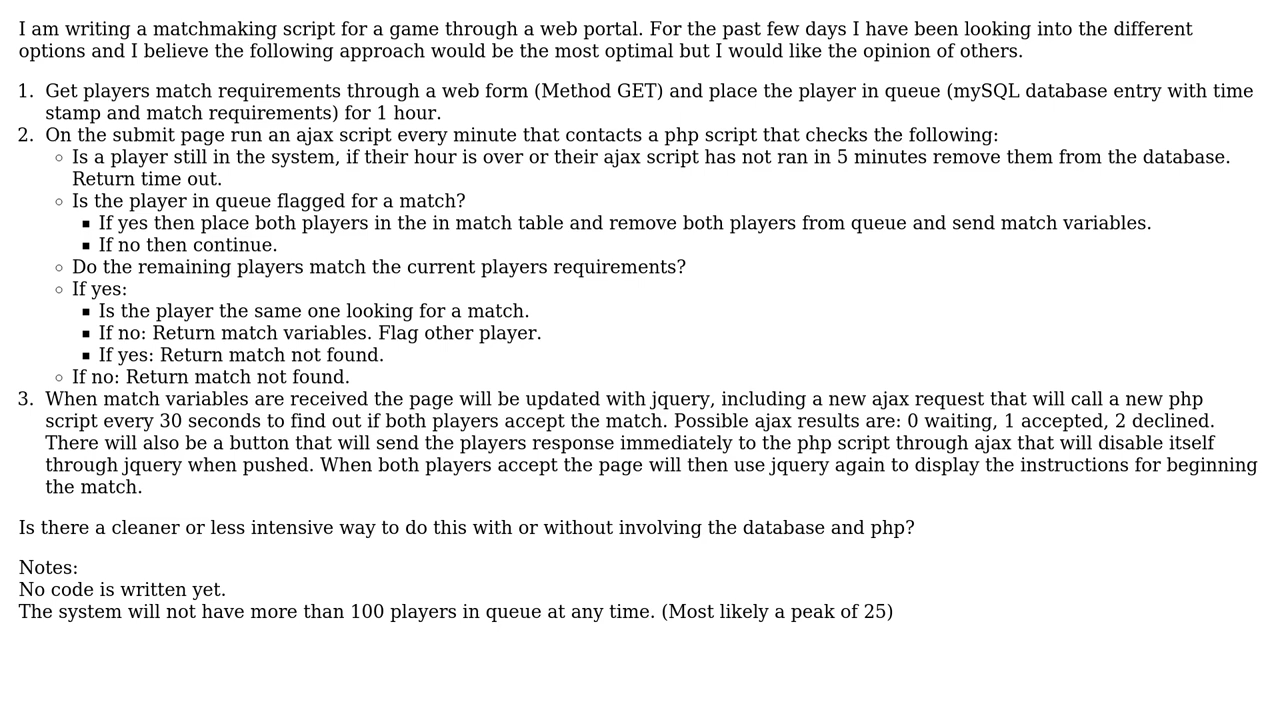 I am writing a matchmaking script for a game through a web portal. For the past few days I have been looking into the different
options and I believe the following approach would be the most optimal but I would like the opinion of others.
1. Get players match requirements through a web form (Method GET) and place the player in queue (mySQL database entry with time
stamp and match requirements) for 1 hour.
2. On the submit page run an ajax script every minute that contacts a php script that checks the following:
◦ Is a player still in the system, if their hour is over or their ajax script has not ran in 5 minutes remove them from the database.
Return time out.
◦ Is the player in queue flagged for a match?
▪ If yes then place both players in the in match table and remove both players from queue and send match variables.
▪ If no then continue.
◦ Do the remaining players match the current players requirements?
◦ If yes:
▪ Is the player the same one looking for a match.
▪ If no: Return match variables. Flag other player.
▪ If yes: Return match not found.
◦ If no: Return match not found.
3. When match variables are received the page will be updated with jquery, including a new ajax request that will call a new php
script every 30 seconds to find out if both players accept the match. Possible ajax results are: 0 waiting, 1 accepted, 2 declined.
There will also be a button that will send the players response immediately to the php script through ajax that will disable itself
through jquery when pushed. When both players accept the page will then use jquery again to display the instructions for beginning
the match.
Is there a cleaner or less intensive way to do this with or without involving the database and php?
Notes:
No code is written yet.
The system will not have more than 100 players in queue at any time. (Most likely a peak of 25)